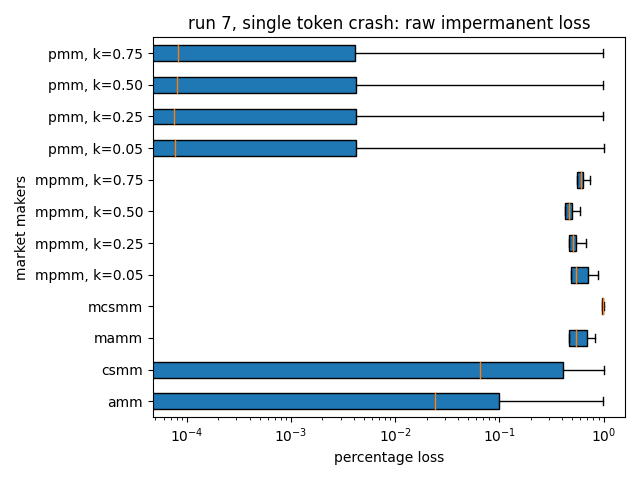 run 7, single token crash: raw impermanent loss
pmm, k=0.75
pmm, k=0.50
pmm, k=0.25
pmm, k=0.05
mpmm, k=0.75
mpmm, k=0.50
mpmm, k=0.25
mpmm, k=0.05
mcsmm
mamm
csmm
amm
market makers
10⁻⁴ 10⁻³ 10⁻² 10⁻¹ 10⁰
percentage loss